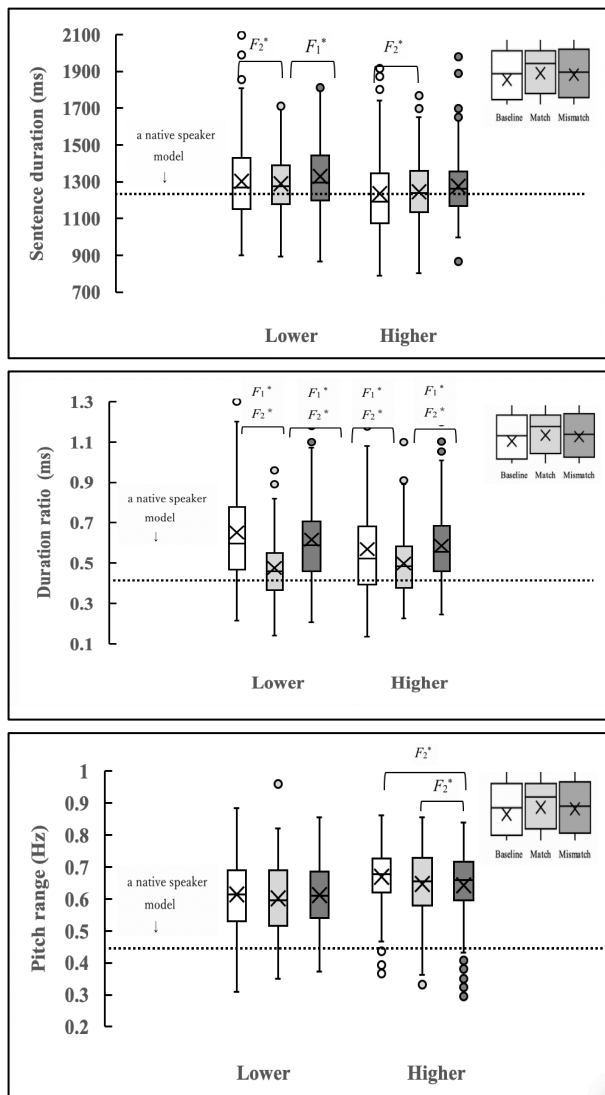 2100
1900
1700
1500
1300
1100
900
700
Sentence duration (ms)
a native speaker
model
↓
F₂*
F₁*
F₂*
Baseline Match Mismatch
Lower Higher
1.3
1.1
0.9
0.7
0.5
0.3
0.1
Duration ratio (ms)
a native speaker
model
↓
F₁* F₁* F₁* F₁*
F₂* F₂* F₂* F₂*
Baseline Match Mismatch
Lower Higher
1
0.9
0.8
0.7
0.6
0.5
0.4
0.3
0.2
Pitch range (Hz)
a native speaker
model
↓
F₂*
F₂*
Baseline Match Mismatch
Lower Higher